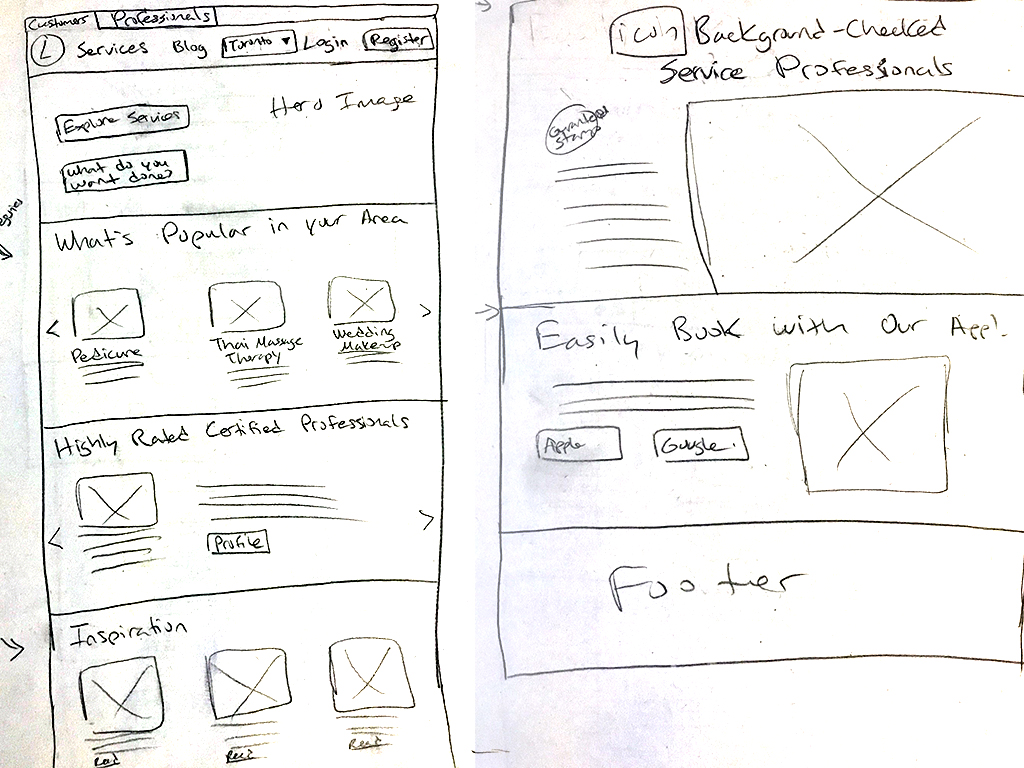 Customers
Professionals
L
Services
Blog
Toronto ▼
Login
Register
Hero Image
Explore Services
What do you
want done?
What's Popular in your Area
<
>
Pedicure
Thai Massage
Therapy
Wedding
Makeup
Highly Rated Certified Professionals
<
>
Profile
Inspiration
Read
Read
Read
icon
Background-Checked
Service Professionals
Stamp
Easily Book with Our App!
Apple
Google
Footer